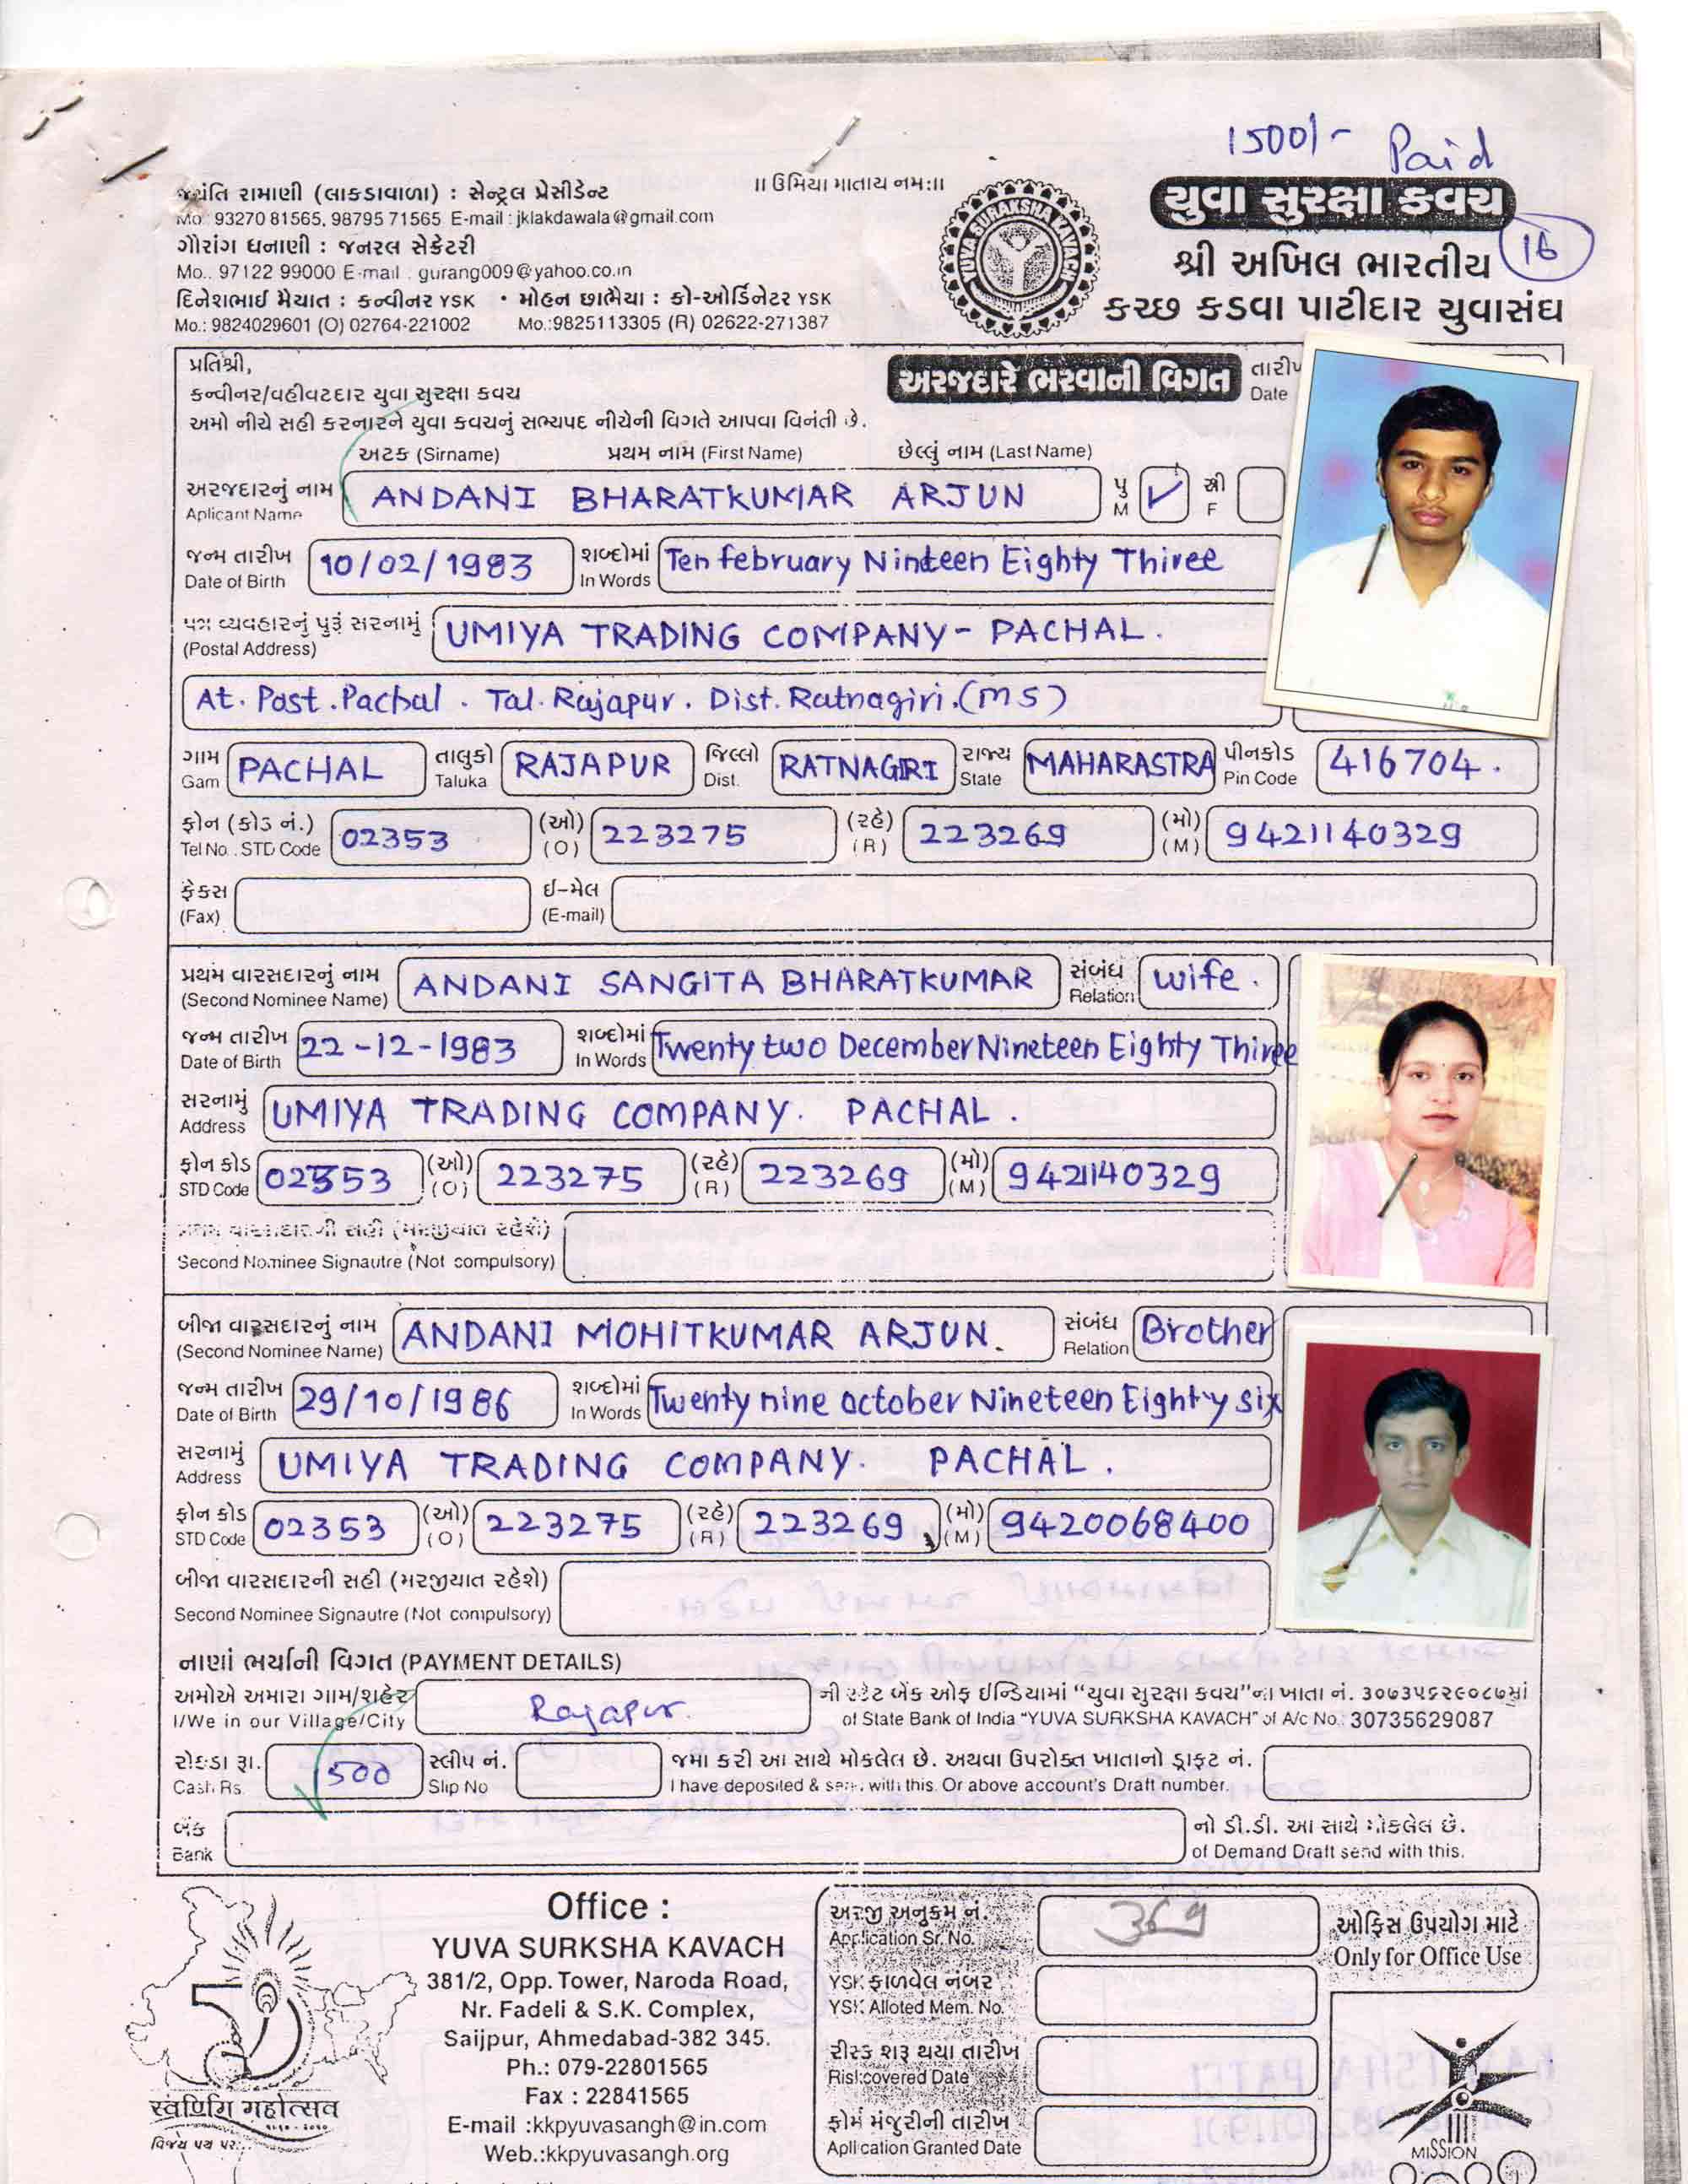 1500/- Paid
જયંતિ રામાણી (લાકડાવાળા) : સેન્ટ્રલ પ્રેસીડેન્ટ
Mo. 93270 81565, 98795 71565 E-mail : jklakdawala@gmail.com
ગૌરાંગ ધનાણી : જનરલ સેક્રેટરી
Mo.. 97122 99000 E-mail . gurang009@yahoo.co.in
દિનેશભાઈ મૈયાત : કન્વીનર YSK • મોહન છાભૈયા : કો-ઓર્ડિનેટર YSK
Mo.: 9824029601 (O) 02764-221002 Mo.:9825113305 (R) 02622-271387
॥ ઉમિયા માતાય નમ:॥
YUVA SURAKSHA KAVACH
યુવા સુરક્ષા કવચ
16
શ્રી અખિલ ભારતીય
કચ્છ કડવા પાટીદાર યુવાસંઘ
પ્રતિશ્રી,
કન્વીનર/વહીવટદાર યુવા સુરક્ષા કવચ
અરજદારે ભરવાની વિગત
Date
અમો નીચે સહી કરનારને યુવા કવચનું સભ્યપદ નીચેની વિગતે આપવા વિનંતી છે.
અટક (Sirname) પ્રથમ નામ (First Name) છેલ્લું નામ (Last Name)
અરજદારનું નામ ANDANI BHARATKUMAR ARJUN પુ ✓ સ્રી
Aplicant Name M F
જન્મ તારીખ 10/02/1983 શબ્દોમાં Ten february Ninteen Eighty Thiree
Date of Birth In Words
પત્ર વ્યવહારનું પુરૂં સરનામું UMIYA TRADING COMPANY- PACHAL.
(Postal Address)
At. Post. Pachal . Tal. Rajapur. Dist. Ratnagiri.(MS)
ગામ PACHAL તાલુકો RAJAPUR જિલ્લો RATNAGIRI રાજ્ય MAHARASTRA પીનકોડ 416704.
Gam Taluka Dist. State Pin Code
ફોન (કોડ નં.) 02353 (ઓ) 223275 (રહે) 223269 (મો) 9421140329
Tel No.. STD Code (O) (R) (M)
ફેકસ ઈ-મેલ
(Fax) (E-mail)
પ્રથમ વારસદારનું નામ ANDANI SANGITA BHARATKUMAR સંબંધ wife.
(Second Nominee Name) Relation
જન્મ તારીખ 22-12-1983 શબ્દોમાં Twenty two December Nineteen Eighty Thiree
Date of Birth In Words
સરનામું UMIYA TRADING COMPANY. PACHAL.
Address
ફોન કોડ 02353 (ઓ) 223275 (રહે) 223269 (મો) 9421140329
STD Code (O) (R) (M)
વારસદારની સહી (મરજીયાત રહેશે)
Second Nominee Signautre (Not compulsory)
બીજા વારસદારનું નામ ANDANI MOHITKUMAR ARJUN. સંબંધ Brother
(Second Nominee Name) Relation
જન્મ તારીખ 29/10/1986 શબ્દોમાં Twenty nine october Nineteen Eighty six
Date of Birth In Words
સરનામું UMIYA TRADING COMPANY. PACHAL.
Address
ફોન કોડ 02353 (ઓ) 223275 (રહે) 223269 (મો) 9420068400
STD Code (O) (R) (M)
બીજા વારસદારની સહી (મરજીયાત રહેશે)
Second Nominee Signautre (Not compulsory)
નાણાં ભર્યાની વિગત (PAYMENT DETAILS)
અમોએ અમારા ગામ/શહેર Rajapur. ની સ્ટેટ બેંક ઓફ ઈન્ડિયામાં “યુવા સુરક્ષા કવચ”ના ખાતા નં. ૩૦૭૩૫૬૨૯૦૮૭માં
I/We in our Village/City of State Bank of India "YUVA SURKSHA KAVACH" of A/c No.: 30735629087
રોકડા રૂા. 1500 સ્લીપ નં. જમા કરી આ સાથે મોકલેલ છે. અથવા ઉપરોક્ત ખાતાનો ડ્રાફટ નં.
Cash Rs. Slip No I have deposited & sent, with this. Or above account's Draft number.
બેંક નો ડી.ડી. આ સાથે મોકલેલ છે.
Bank of Demand Draft send with this.
Office :
YUVA SURKSHA KAVACH
381/2, Opp. Tower, Naroda Road,
Nr. Fadeli & S.K. Complex,
Saijpur, Ahmedabad-382 345.
Ph.: 079-22801565
Fax : 22841565
E-mail :kkpyuvasangh@in.com
Web.:kkpyuvasangh.org
50
સ્વર્ણિમ મહોત્સવ
વિજય પથ પર...
અરજી અનુક્રમ નં. 369
Application Sr. No.
YSK ફાળવેલ નંબર
YSK Alloted Mem. No.
રીસ્ક શરૂ થયા તારીખ
Risk covered Date
ફોર્મ મંજુરીની તારીખ
Apllication Granted Date
ઓફિસ ઉપયોગ માટે
Only for Office Use
MISSION